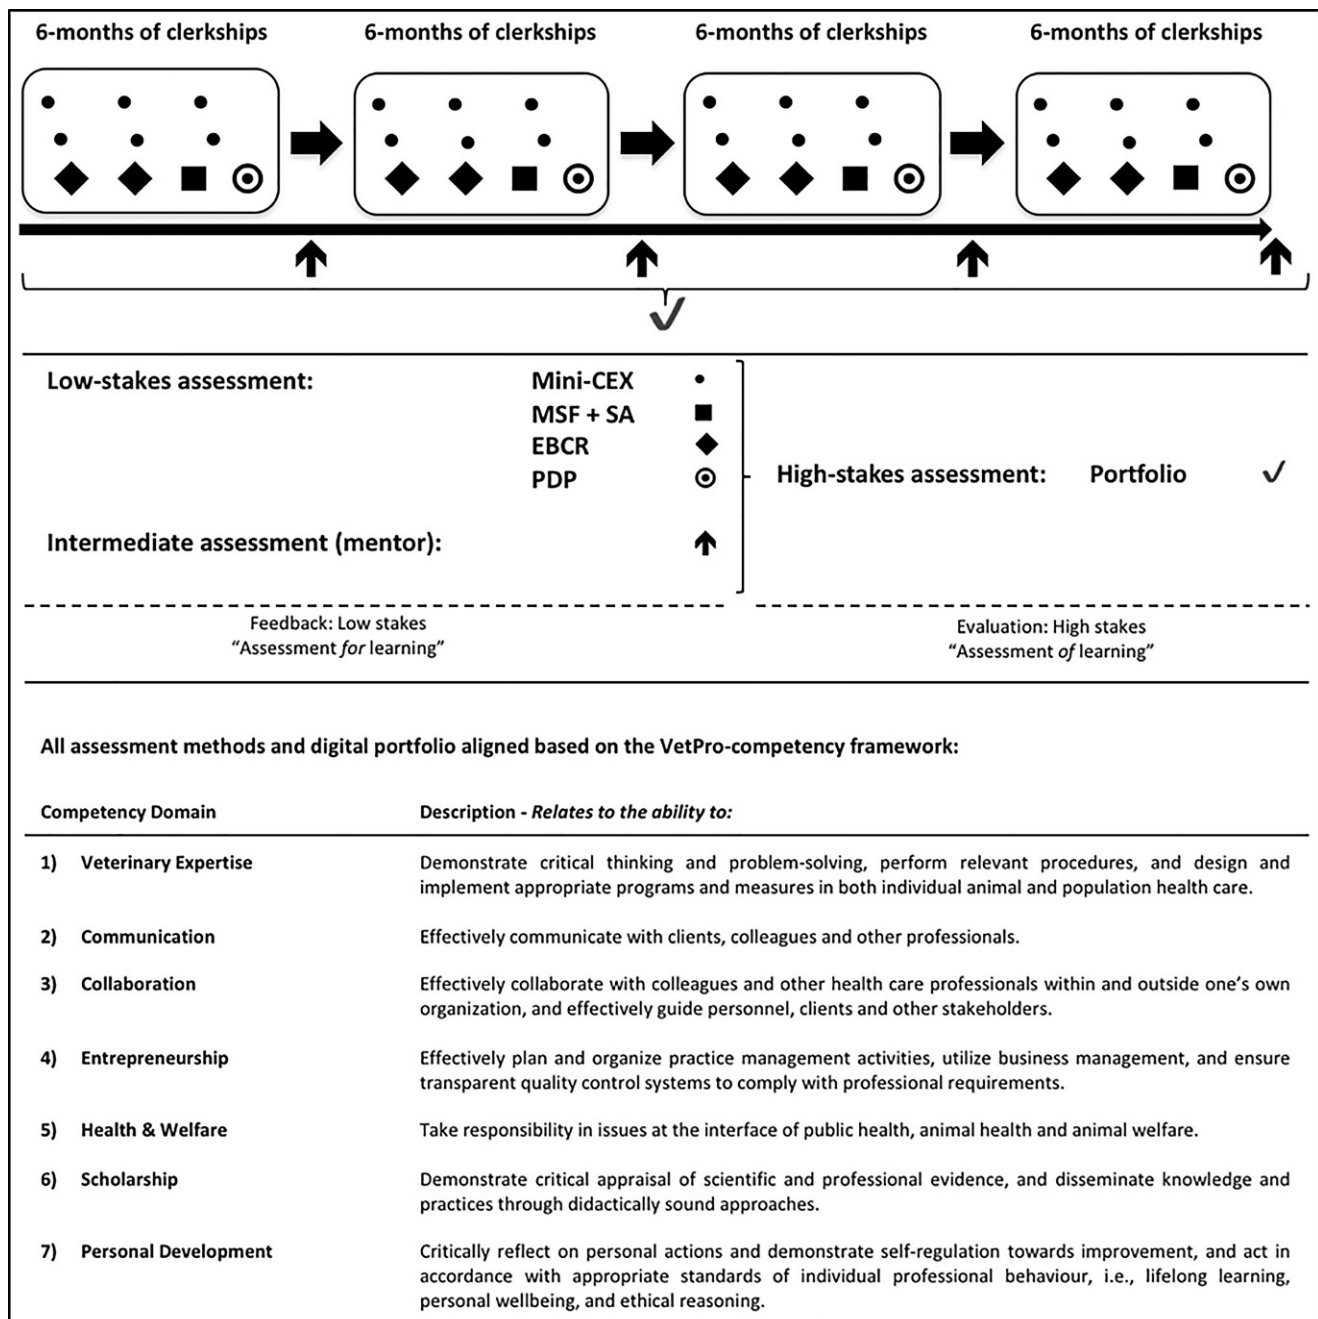 6-months of clerkships 6-months of clerkships 6-months of clerkships 6-months of clerkships
Low-stakes assessment: Mini-CEX
MSF + SA
EBCR
PDP
High-stakes assessment: Portfolio
Intermediate assessment (mentor):
Feedback: Low stakes
“Assessment for learning”
Evaluation: High stakes
“Assessment of learning”
All assessment methods and digital portfolio aligned based on the VetPro-competency framework:
Competency Domain Description - Relates to the ability to:
1) Veterinary Expertise Demonstrate critical thinking and problem-solving, perform relevant procedures, and design and
implement appropriate programs and measures in both individual animal and population health care.
2) Communication Effectively communicate with clients, colleagues and other professionals.
3) Collaboration Effectively collaborate with colleagues and other health care professionals within and outside one’s own
organization, and effectively guide personnel, clients and other stakeholders.
4) Entrepreneurship Effectively plan and organize practice management activities, utilize business management, and ensure
transparent quality control systems to comply with professional requirements.
5) Health & Welfare Take responsibility in issues at the interface of public health, animal health and animal welfare.
6) Scholarship Demonstrate critical appraisal of scientific and professional evidence, and disseminate knowledge and
practices through didactically sound approaches.
7) Personal Development Critically reflect on personal actions and demonstrate self-regulation towards improvement, and act in
accordance with appropriate standards of individual professional behaviour, i.e., lifelong learning,
personal wellbeing, and ethical reasoning.